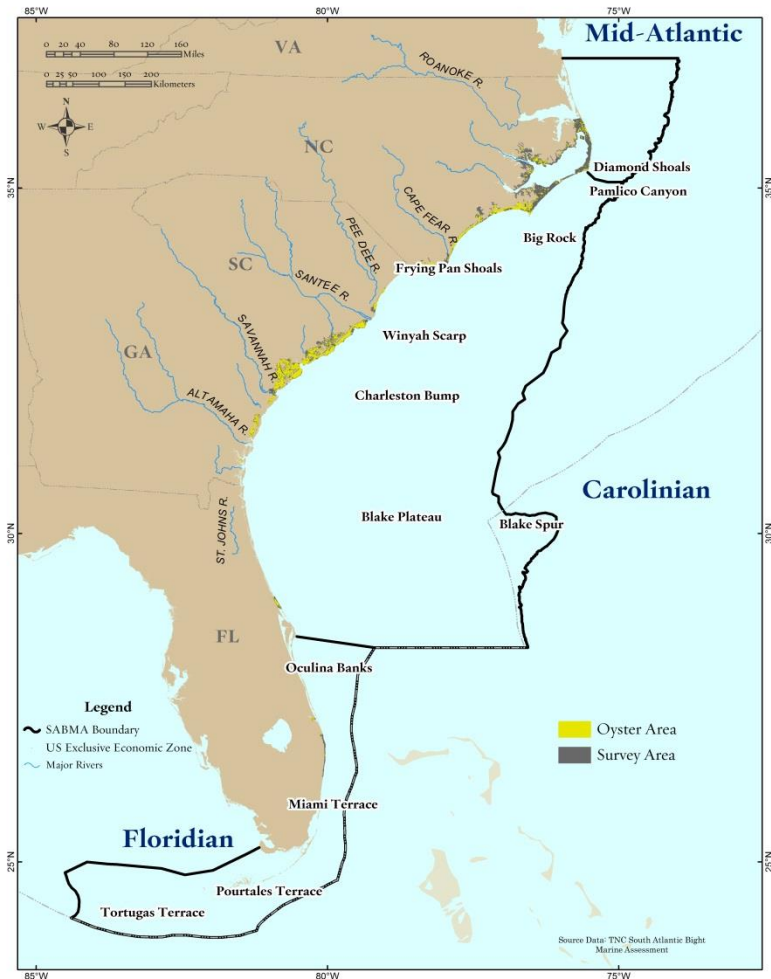 85°W
80°W
75°W
Mid-Atlantic
0 20 40 80 120 160
Miles
0 25 50 100 150 200
Kilometers
VA
ROANOKE R.
N
W E
S
NC
Diamond Shoals
35°N
35°N
Pamlico Canyon
CAPE FEAR R.
PEE DEE R.
Big Rock
SC
Frying Pan Shoals
SANTEE R.
SAVANNAH R.
Winyah Scarp
GA
ALTAMAHA R.
Charleston Bump
Carolinian
ST. JOHNS R.
Blake Plateau
Blake Spur
30°N
30°N
FL
Oculina Banks
Legend
SABMA Boundary
US Exclusive Economic Zone
Major Rivers
Oyster Area
Survey Area
Miami Terrace
Floridian
25°N
25°N
Pourtales Terrace
Tortugas Terrace
Source Data: TNC South Atlantic Bight
Marine Assessment
85°W
80°W
75°W